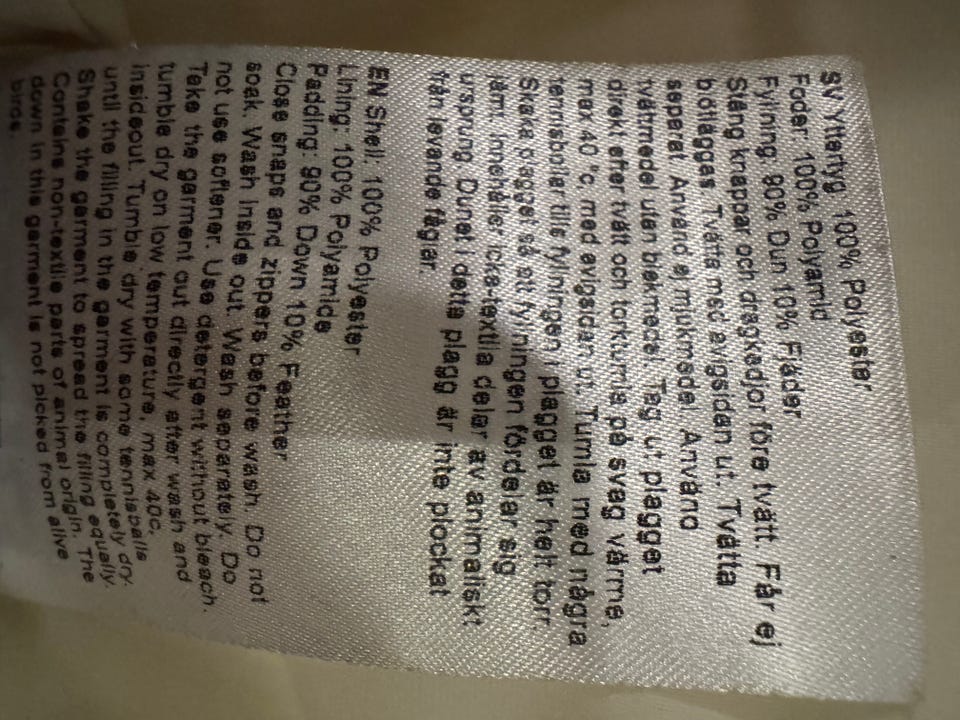 SV Yttertyg: 100% Polyester
Foder: 100% Polyamid
Fyllning: 90% Dun 10% Fjäder
Stäng knappar och dragkedjor före tvätt. Får ej
blötläggas. Tvätta med avigsidan ut. Tvätta
separat. Använd ej mjukmedel. Använd
tvättmedel utan blekmedel. Tag ut plagget
direkt efter tvätt och torktumla på svag värme,
max 40 °c, med avigsidan ut. Tumla med några
tennisbollar tills fyllningen i plagget är helt torr.
Skaka plagget så att fyllningen fördelar sig
jämt. Innehåller icke-textila delar av animaliskt
ursprung. Dunet i detta plagg är inte plockat
från levande fåglar.
EN Shell: 100% Polyester
Lining: 100% Polyamide
Padding: 90% Down 10% Feather
Close snaps and zippers before wash. Do not
soak. Wash inside out. Wash separately. Do
not use softener. Use detergent without bleach.
Take the garment out directly after wash and
tumble dry on low temperature, max 40c,
insideout. Tumble dry with some tennisballs
until the filling in the garment is completely dry.
Shake the garment to spread the filling equally.
Contains non-textile parts of animal origin. The
down in this garment is not picked from alive
birds.